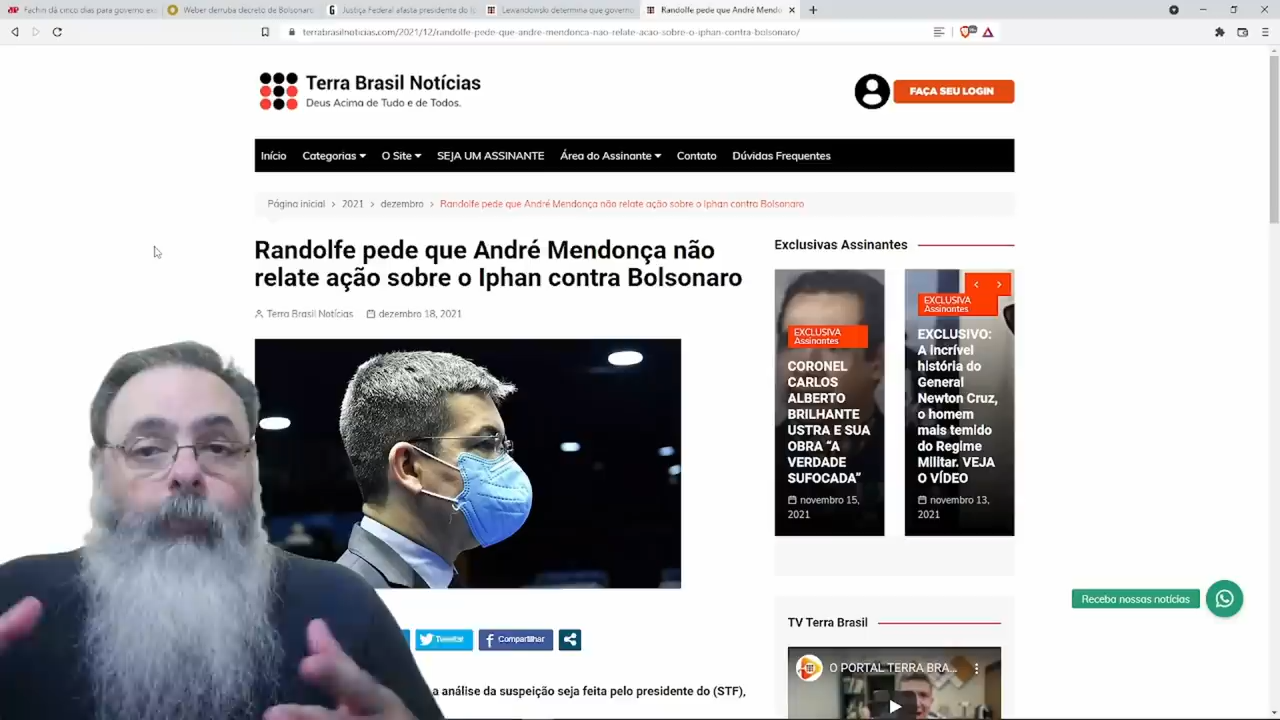 Fachin dá cinco dias para governo ex
Weber derruba decreto de Bolsonaro
Justiça Federal afasta presidente do Ip
Lewandowski determina que governo
Randolfe pede que André Mendo
terrabrasilnoticias.com/2021/12/randolfe-pede-que-andre-mendonca-nao-relate-acao-sobre-o-iphan-contra-bolsonaro/
Terra Brasil Notícias
Deus Acima de Tudo e de Todos.
FAÇA SEU LOGIN
Início Categorias O Site SEJA UM ASSINANTE Área do Assinante Contato Dúvidas Frequentes
Página inicial > 2021 > dezembro > Randolfe pede que André Mendonça não relate ação sobre o Iphan contra Bolsonaro
Randolfe pede que André Mendonça não
relate ação sobre o Iphan contra Bolsonaro
Terra Brasil Notícias dezembro 18, 2021
Tweetar
Compartilhar
a análise da suspeição seja feita pelo presidente do (STF),
Exclusivas Assinantes
EXCLUSIVA
Assinantes
CORONEL
CARLOS
ALBERTO
BRILHANTE
USTRA E SUA
OBRA “A
VERDADE
SUFOCADA”
novembro 15,
2021
EXCLUSIVA
Assinantes
EXCLUSIVO:
A incrível
história do
General
Newton Cruz,
o homem
mais temido
do Regime
Militar. VEJA
O VÍDEO
novembro 13,
2021
Receba nossas notícias
TV Terra Brasil
O PORTAL TERRA BRA...